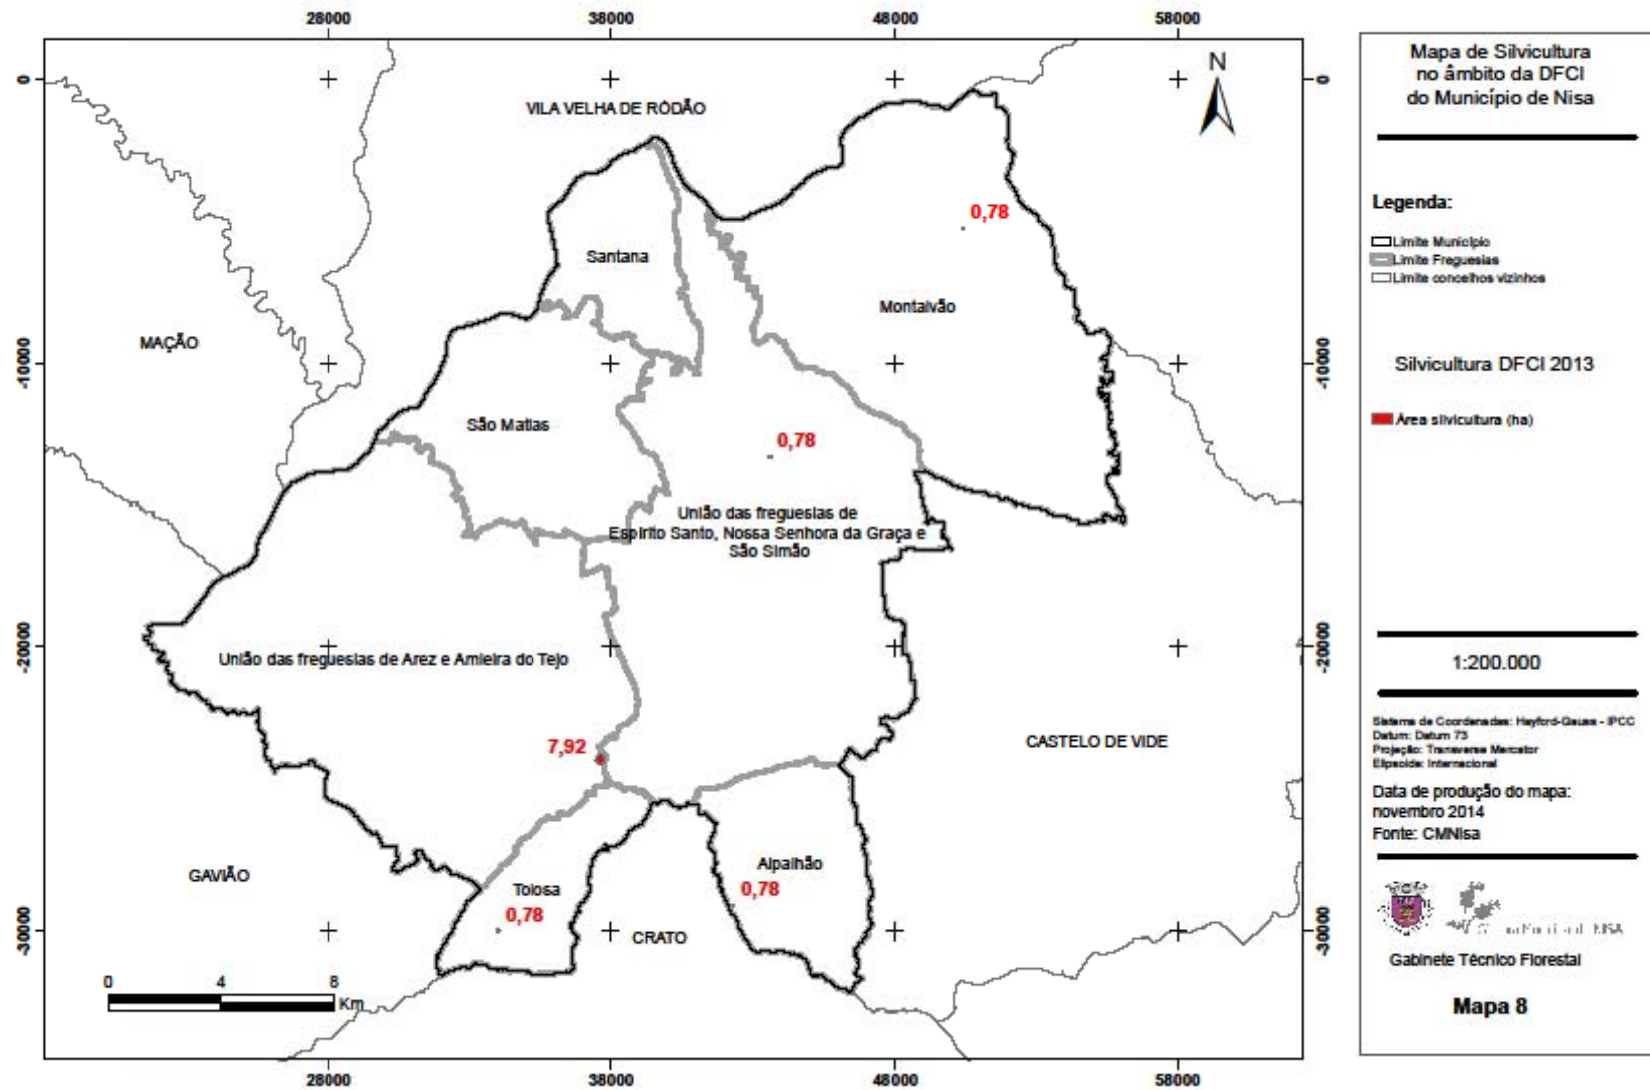 28000
38000
48000
58000
0
0
N
VILA VELHA DE RÓDÃO
0,78
Santana
Montalvão
MAÇÃO
-10000
-10000
São Matias
0,78
União das freguesias de
Espírito Santo, Nossa Senhora da Graça e
São Simão
-20000
-20000
União das freguesias de Arez e Amieira do Tejo
7,92
CASTELO DE VIDE
GAVIÃO
Alpalhão
0,78
Tolosa
0,78
CRATO
-30000
-30000
0 4 8
Km
28000
38000
48000
58000
Mapa de Silvicultura
no âmbito da DFCI
do Município de Nisa
Legenda:
Limite Município
Limite Freguesias
Limite concelhos vizinhos
Silvicultura DFCI 2013
Área silvicultura (ha)
1:200.000
Sistema de Coordenadas: Hayford-Gauss - IPCC
Datum: Datum 73
Projeção: Transverse Mercator
Elipsoide: Internacional
Data de produção do mapa:
novembro 2014
Fonte: CMNisa
NISA
Gabinete Técnico Florestal
Mapa 8